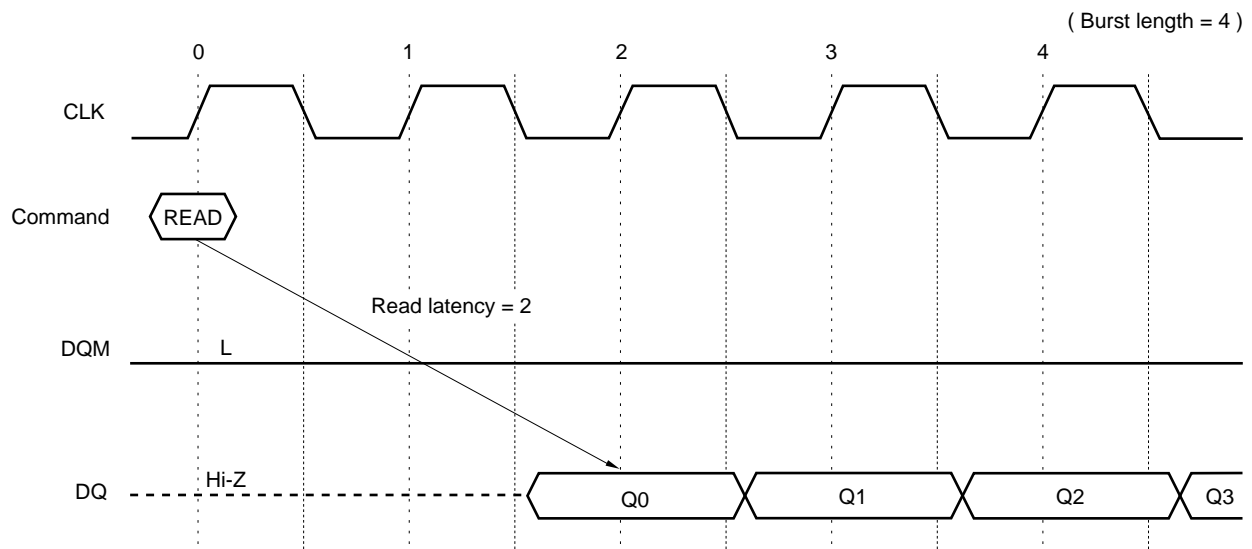 ( Burst length = 4 )
0 1 2 3 4
CLK
Command READ
Read latency = 2
DQM L
Hi-Z
DQ Q0 Q1 Q2 Q3